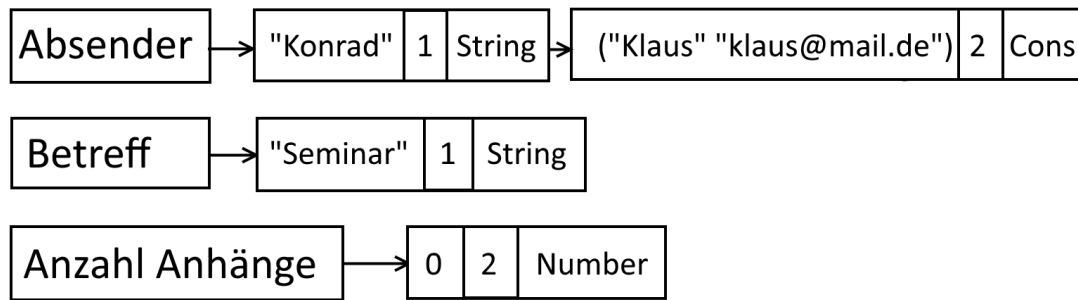 Absender "Konrad" 1 String ("Klaus" "klaus@mail.de") 2 Cons
Betreff "Seminar" 1 String
Anzahl Anhänge 0 2 Number